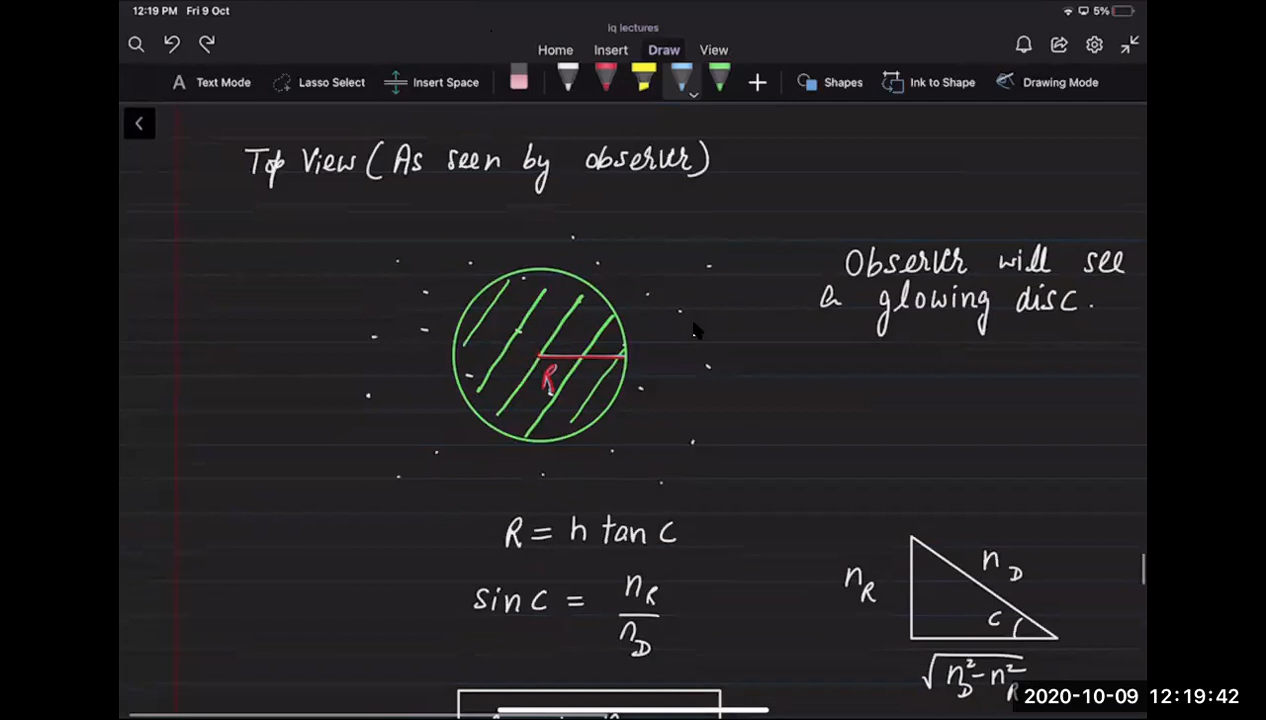 12:19 PM Fri 9 Oct
5%
iq lectures
Home Insert Draw View
Text Mode Lasso Select Insert Space Shapes Ink to Shape Drawing Mode
Top View (As seen by observer)
Observer will see
a glowing disc.
R
R = h tan C
sin C = n_R / n_D
n_R
n_D
C
√(n_D² - n_R²)
2020-10-09 12:19:42